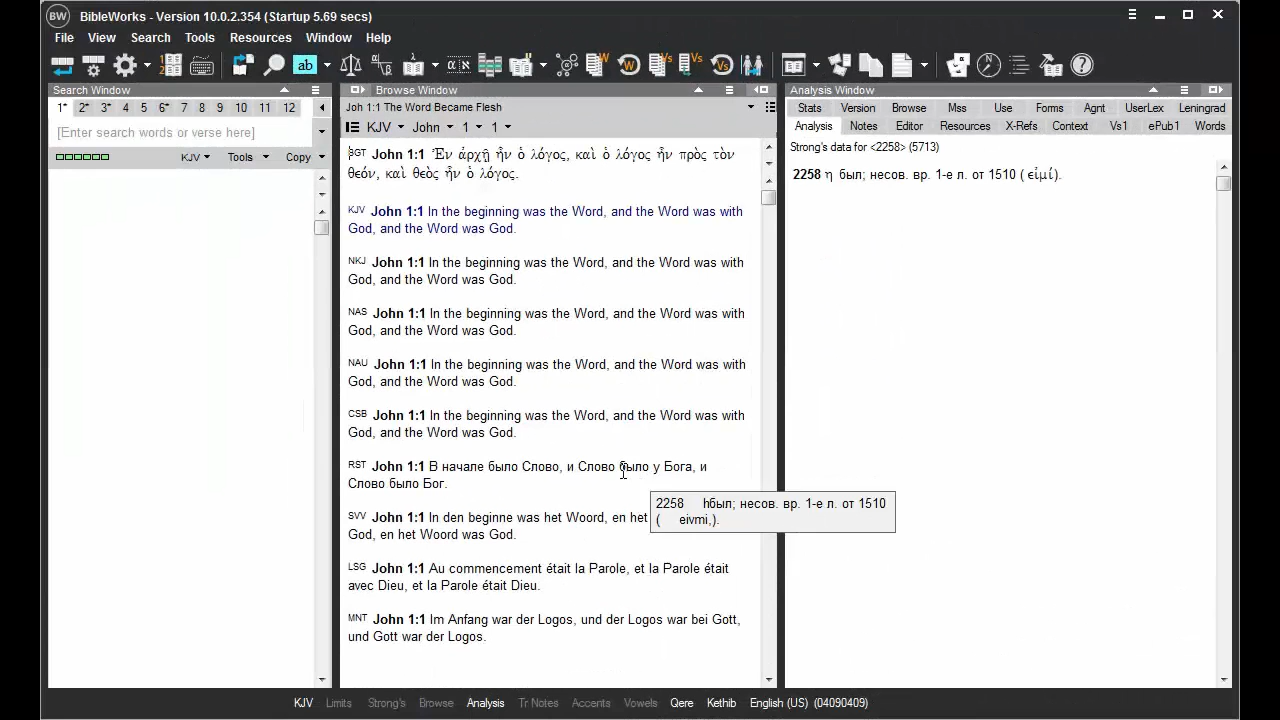 BW BibleWorks - Version 10.0.2.354 (Startup 5.69 secs)
File View Search Tools Resources Window Help
Search Window
1* 2* 3* 4 5 6* 7 8 9 10 11 12
[Enter search words or verse here]
KJV Tools Copy
Browse Window
Joh 1:1 The Word Became Flesh
KJV John 1 1
BGT John 1:1 Ἐν ἀρχῇ ἦν ὁ λόγος, καὶ ὁ λόγος ἦν πρὸς τὸν
θεόν, καὶ θεὸς ἦν ὁ λόγος.
KJV John 1:1 In the beginning was the Word, and the Word was with
God, and the Word was God.
NKJ John 1:1 In the beginning was the Word, and the Word was with
God, and the Word was God.
NAS John 1:1 In the beginning was the Word, and the Word was with
God, and the Word was God.
NAU John 1:1 In the beginning was the Word, and the Word was with
God, and the Word was God.
CSB John 1:1 In the beginning was the Word, and the Word was with
God, and the Word was God.
RST John 1:1 В начале было Слово, и Слово было у Бога, и
Слово было Бог.
SVV John 1:1 In den beginne was het Woord, en het
God, en het Woord was God.
LSG John 1:1 Au commencement était la Parole, et la Parole était
avec Dieu, et la Parole était Dieu.
MNT John 1:1 Im Anfang war der Logos, und der Logos war bei Gott,
und Gott war der Logos.
2258 hбыл; несов. вр. 1-е л. от 1510
( eivmi,).
Analysis Window
Stats Version Browse Mss Use Forms Agnt UserLex Leningrad
Analysis Notes Editor Resources X-Refs Context Vs1 ePub1 Words
Strong's data for <2258> (5713)
2258 η был; несов. вр. 1-е л. от 1510 ( εἰμί).
KJV Limits Strong's Browse Analysis Tr Notes Accents Vowels Qere Kethib English (US) (04090409)